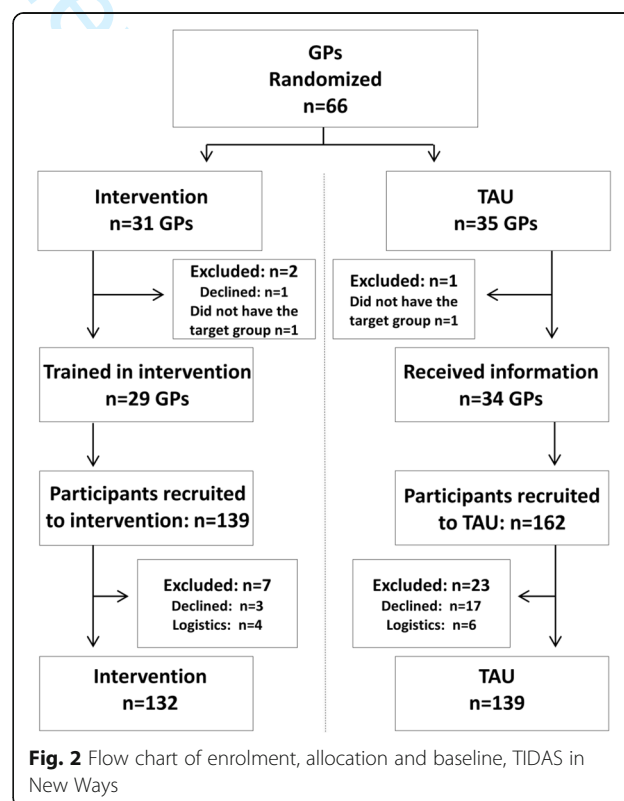 GPs
Randomized
n=66
Intervention
n=31 GPs
TAU
n=35 GPs
Excluded: n=2
Declined: n=1
Did not have the
target group n=1
Excluded: n=1
Did not have the
target group n=1
Trained in intervention
n=29 GPs
Received information
n=34 GPs
Participants recruited
to intervention: n=139
Participants recruited
to TAU: n=162
Excluded: n=7
Declined: n=3
Logistics: n=4
Excluded: n=23
Declined: n=17
Logistics: n=6
Intervention
n=132
TAU
n=139
Fig. 2 Flow chart of enrolment, allocation and baseline, TIDAS in
New Ways